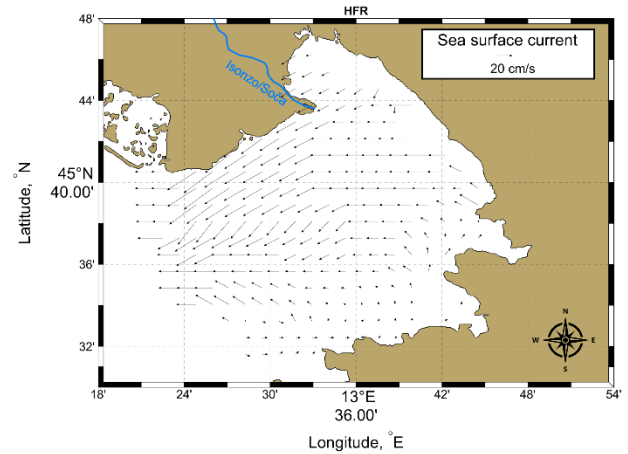 HFR
48'
Sea surface current
20 cm/s
Isonzo/Soca
44'
45°N
40.00'
Latitude, °N
36'
32'
N
W E
S
18' 24' 30' 13°E 42' 48' 54'
36.00'
Longitude, °E